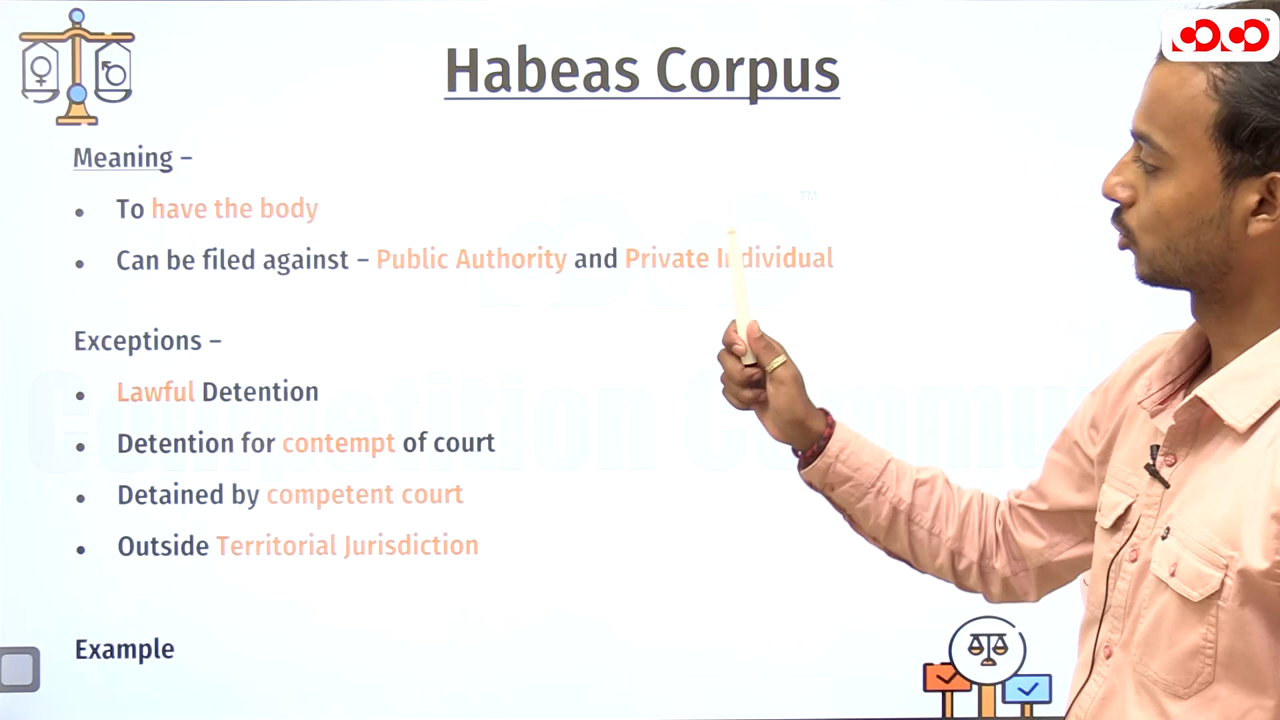 Habeas Corpus
Meaning –
• To have the body
• Can be filed against – Public Authority and Private Individual
Exceptions –
• Lawful Detention
• Detention for contempt of court
• Detained by competent court
• Outside Territorial Jurisdiction
Example